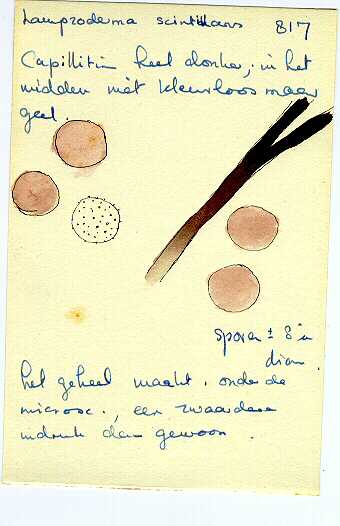 Lamproderma scintillans 817
Capillitium heel donker, in het
midden niet kleurloos maar
geel.
sporen ± 8 µ
diam.
het geheel maakt, onder de
microsc., een zwaardere
indruk dan gewoon.